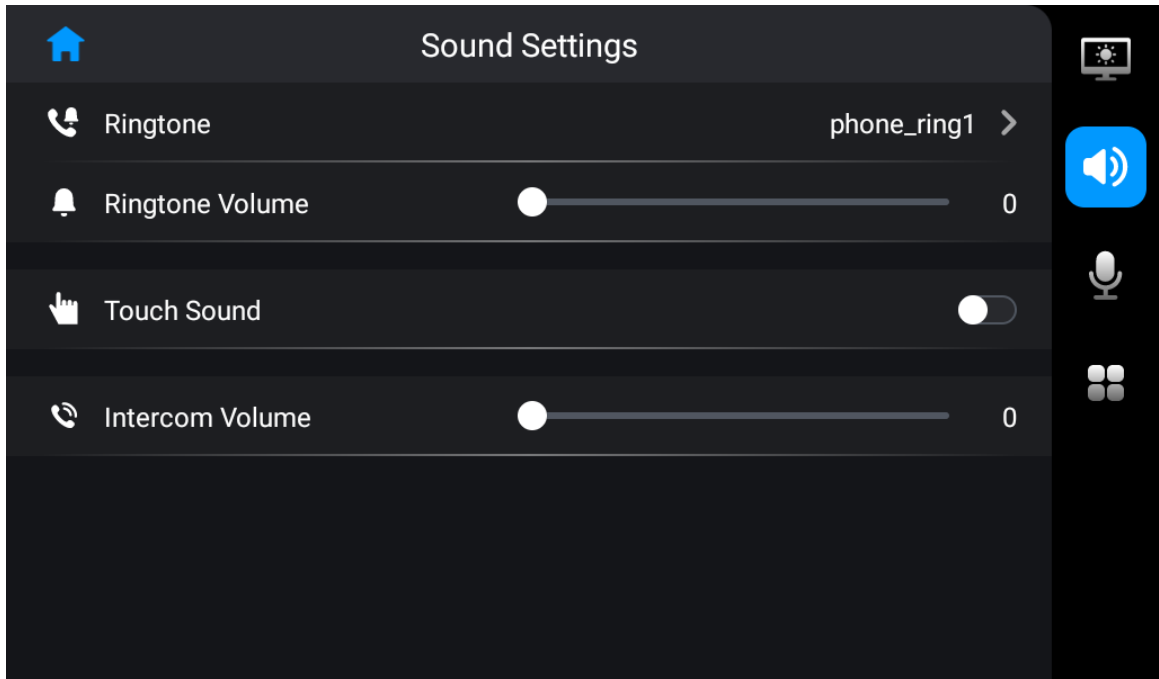 Sound Settings
Ringtone phone_ring1
Ringtone Volume 0
Touch Sound
Intercom Volume 0